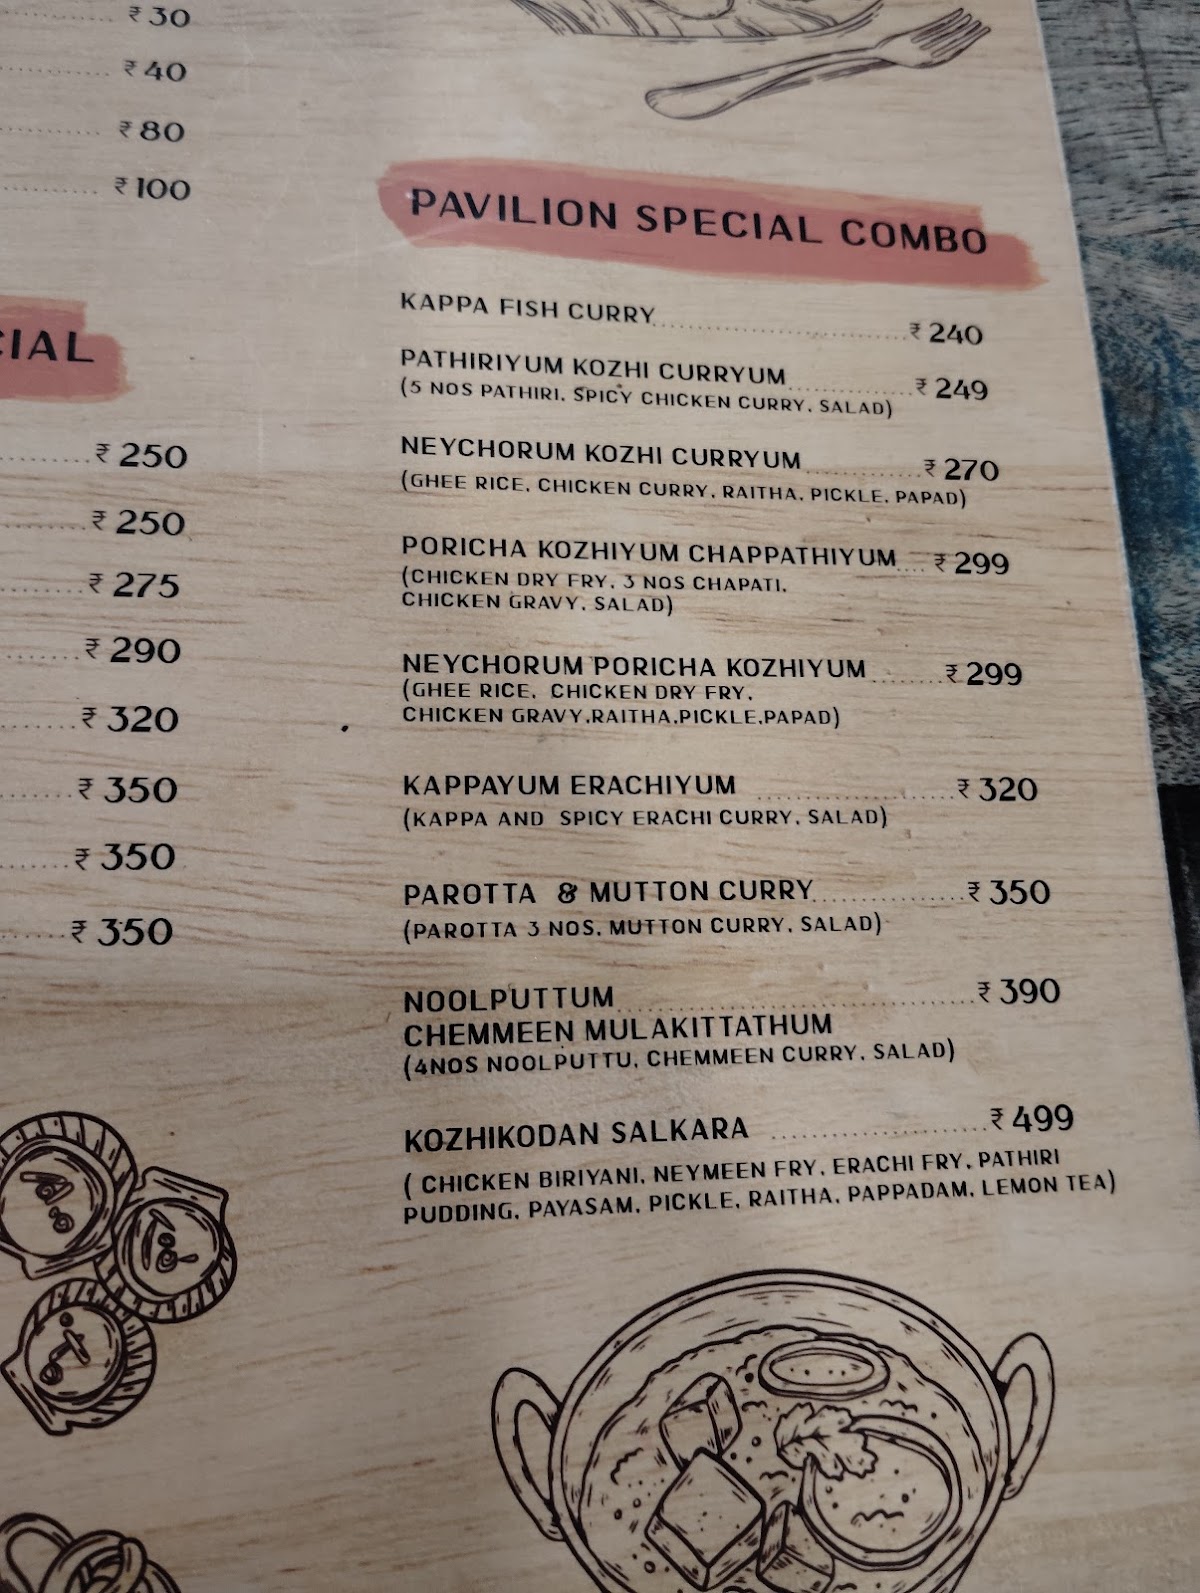 ₹ 30
₹ 40
₹ 80
₹ 100
CIAL
₹ 250
₹ 250
₹ 275
₹ 290
₹ 320
₹ 350
₹ 350
₹ 350
PAVILION SPECIAL COMBO
KAPPA FISH CURRY ₹ 240
PATHIRIYUM KOZHI CURRYUM ₹ 249
(5 NOS PATHIRI, SPICY CHICKEN CURRY, SALAD)
NEYCHORUM KOZHI CURRYUM ₹ 270
(GHEE RICE, CHICKEN CURRY, RAITHA, PICKLE, PAPAD)
PORICHA KOZHIYUM CHAPPATHIYUM ₹ 299
(CHICKEN DRY FRY, 3 NOS CHAPATI,
CHICKEN GRAVY, SALAD)
NEYCHORUM PORICHA KOZHIYUM ₹ 299
(GHEE RICE, CHICKEN DRY FRY,
CHICKEN GRAVY,RAITHA,PICKLE,PAPAD)
KAPPAYUM ERACHIYUM ₹ 320
(KAPPA AND SPICY ERACHI CURRY, SALAD)
PAROTTA & MUTTON CURRY ₹ 350
(PAROTTA 3 NOS, MUTTON CURRY, SALAD)
NOOLPUTTUM ₹ 390
CHEMMEEN MULAKITTATHUM
(4NOS NOOLPUTTU, CHEMMEEN CURRY, SALAD)
KOZHIKODAN SALKARA ₹ 499
( CHICKEN BIRIYANI, NEYMEEN FRY, ERACHI FRY, PATHIRI
PUDDING, PAYASAM, PICKLE, RAITHA, PAPPADAM, LEMON TEA)